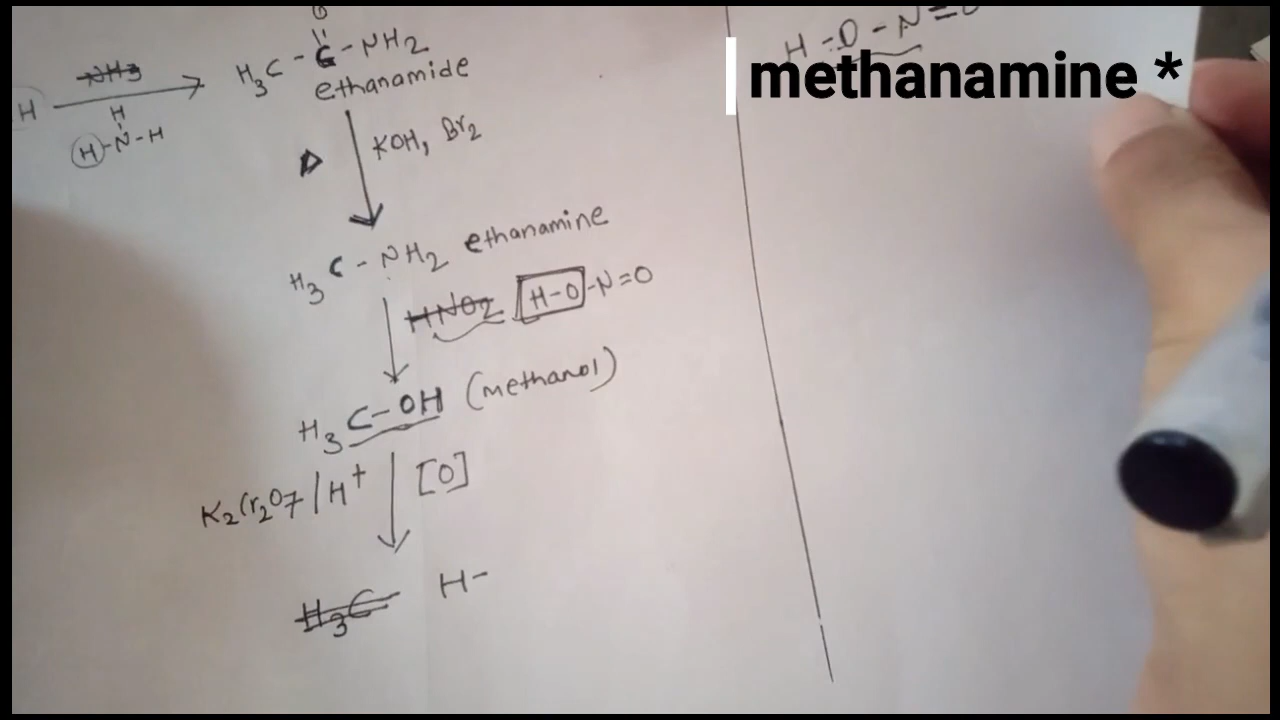 O
H - O - N = O
H₃C - C - NH₂
methanamine *
NH₃
H
ethanamide
H
H - N - H
KOH, Br₂
H₃C - NH₂ ethanamine
HNO₂ H-O-N=O
H₃C-OH (methanol)
K₂Cr₂O₇/H⁺ [O]
H₃C H-